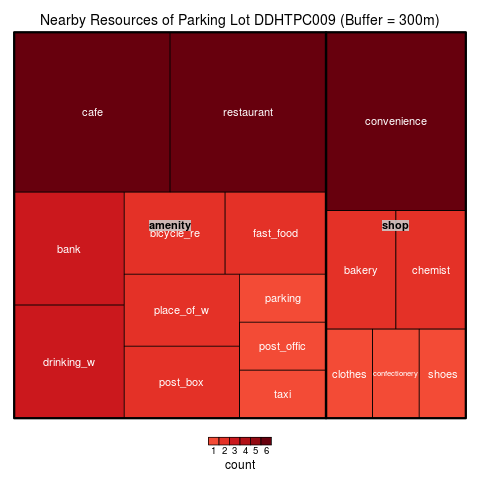 Nearby Resources of Parking Lot DDHTPC009 (Buffer = 300m)
cafe
restaurant
convenience
amenity
shop
bank
bicycle_re
fast_food
bakery
chemist
place_of_w
parking
post_offic
drinking_w
post_box
taxi
clothes
confectionery
shoes
1 2 3 4 5 6
count